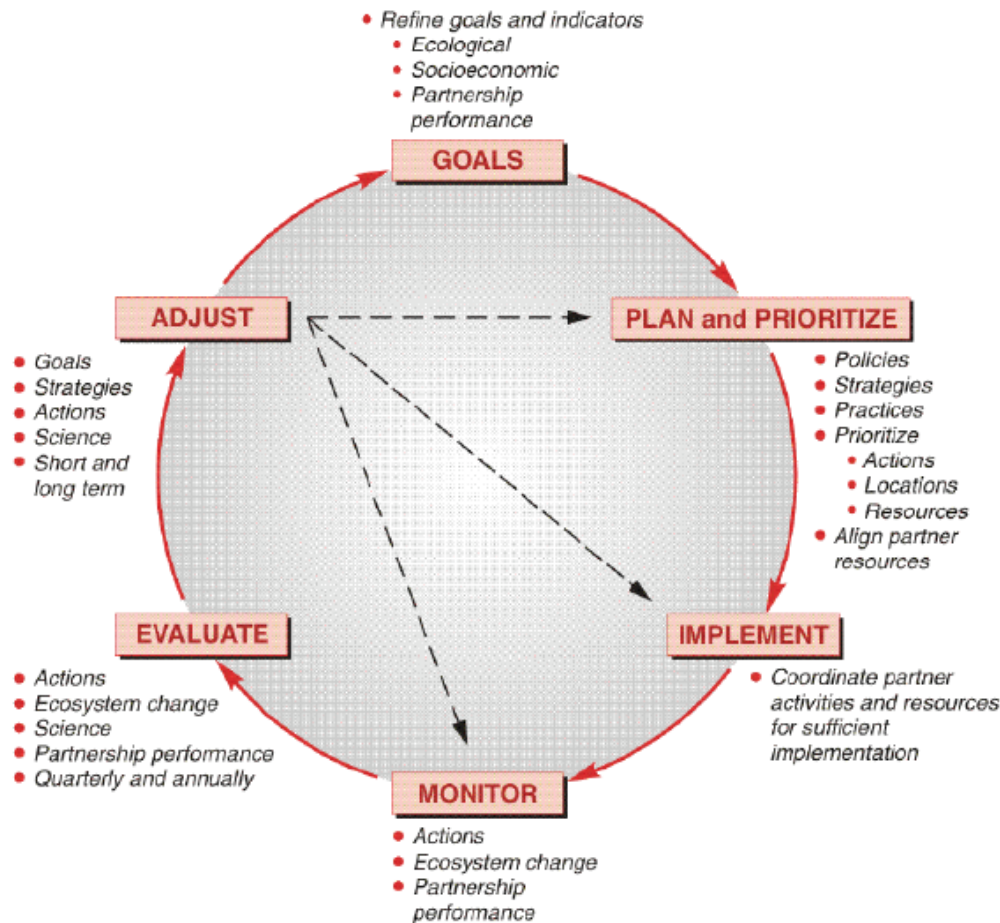 • Refine goals and indicators
• Ecological
• Socioeconomic
• Partnership
performance
GOALS
ADJUST
• Goals
• Strategies
• Actions
• Science
• Short and
long term
PLAN and PRIORITIZE
• Policies
• Strategies
• Practices
• Prioritize
• Actions
• Locations
• Resources
• Align partner
resources
EVALUATE
• Actions
• Ecosystem change
• Science
• Partnership performance
• Quarterly and annually
IMPLEMENT
• Coordinate partner
activities and resources
for sufficient
implementation
MONITOR
• Actions
• Ecosystem change
• Partnership
performance